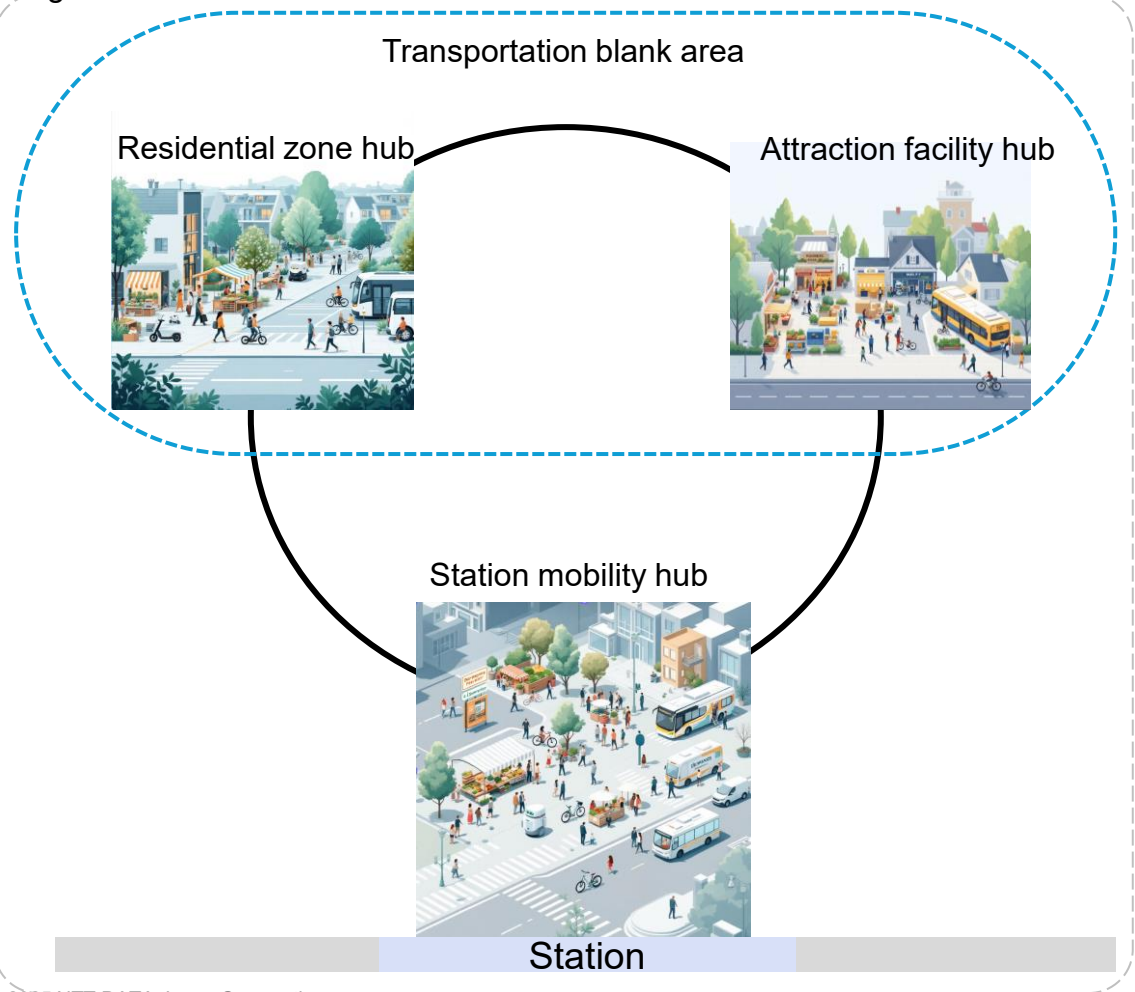 Transportation blank area
Residential zone hub
Attraction facility hub
Station mobility hub
Station